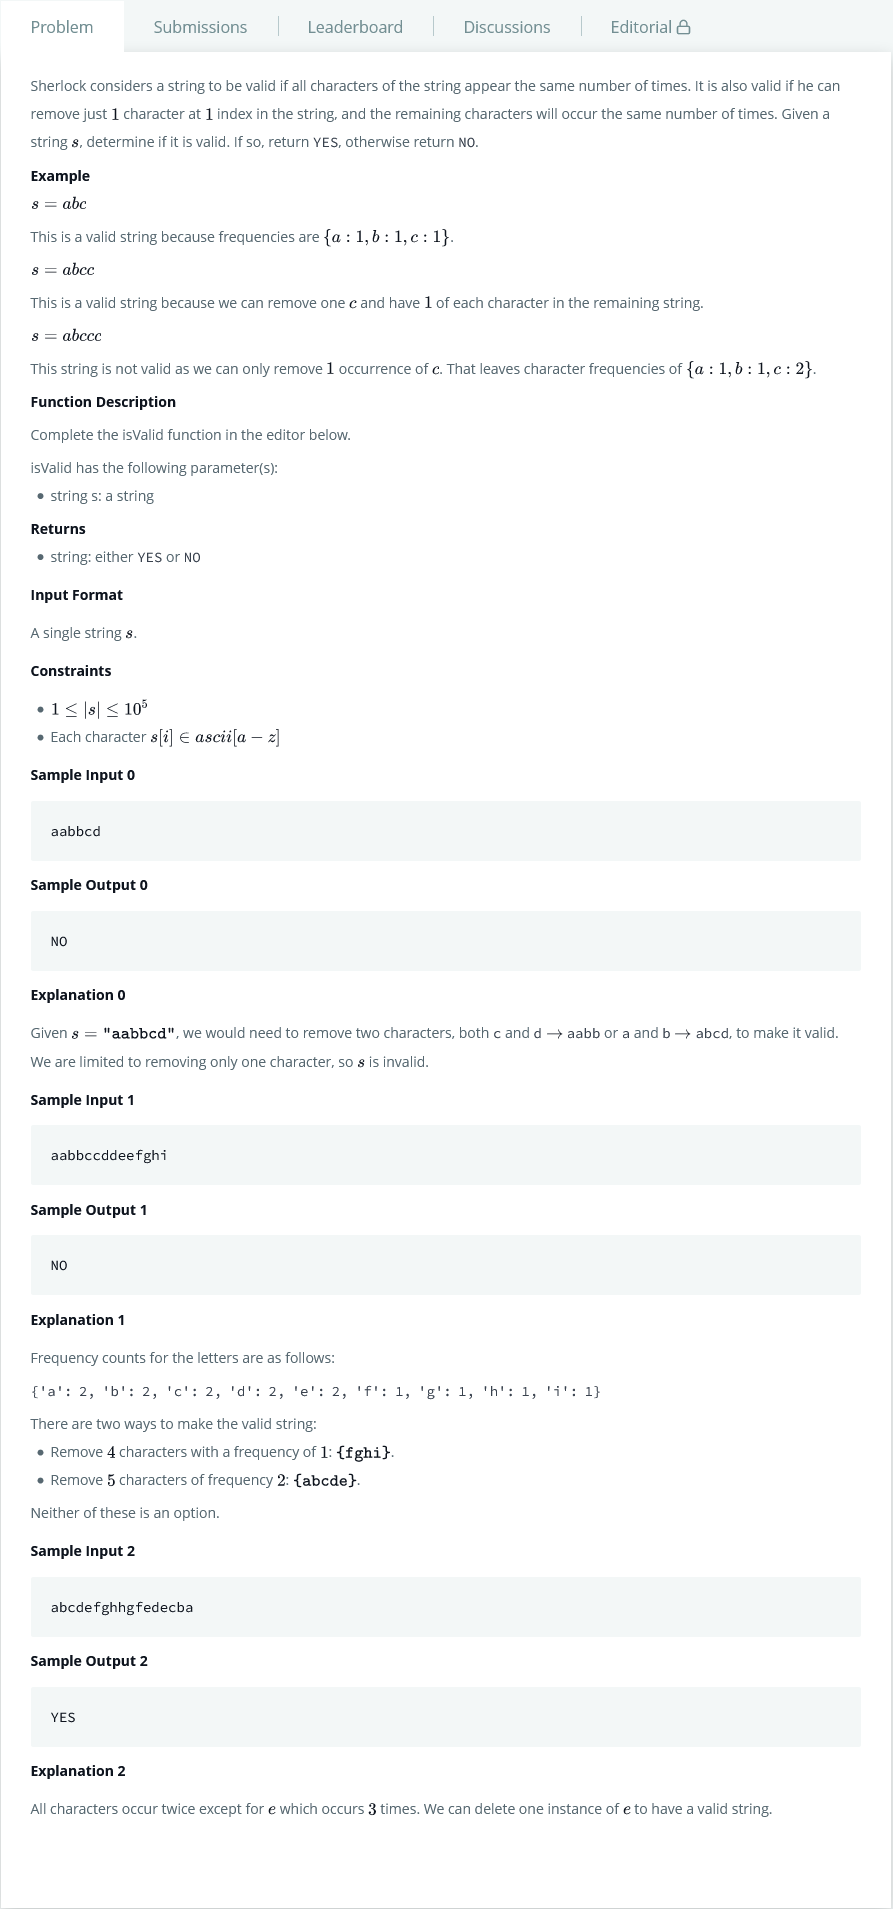 Problem
Submissions
Leaderboard
Discussions
Editorial
Sherlock considers a string to be valid if all characters of the string appear the same number of times. It is also valid if he can
remove just 1 character at 1 index in the string, and the remaining characters will occur the same number of times. Given a
string s, determine if it is valid. If so, return YES, otherwise return NO.
Example
s = abc
This is a valid string because frequencies are {a : 1, b : 1, c : 1}.
s = abcc
This is a valid string because we can remove one c and have 1 of each character in the remaining string.
s = abccc
This string is not valid as we can only remove 1 occurrence of c. That leaves character frequencies of {a : 1, b : 1, c : 2}.
Function Description
Complete the isValid function in the editor below.
isValid has the following parameter(s):
• string s: a string
Returns
• string: either YES or NO
Input Format
A single string s.
Constraints
• 1 ≤ |s| ≤ 10⁵
• Each character s[i] ∈ ascii[a − z]
Sample Input 0
aabbcd
Sample Output 0
NO
Explanation 0
Given s = "aabbcd", we would need to remove two characters, both c and d → aabb or a and b → abcd, to make it valid.
We are limited to removing only one character, so s is invalid.
Sample Input 1
aabbccddeefghi
Sample Output 1
NO
Explanation 1
Frequency counts for the letters are as follows:
{'a': 2, 'b': 2, 'c': 2, 'd': 2, 'e': 2, 'f': 1, 'g': 1, 'h': 1, 'i': 1}
There are two ways to make the valid string:
• Remove 4 characters with a frequency of 1: {fghi}.
• Remove 5 characters of frequency 2: {abcde}.
Neither of these is an option.
Sample Input 2
abcdefghhgfedecba
Sample Output 2
YES
Explanation 2
All characters occur twice except for e which occurs 3 times. We can delete one instance of e to have a valid string.